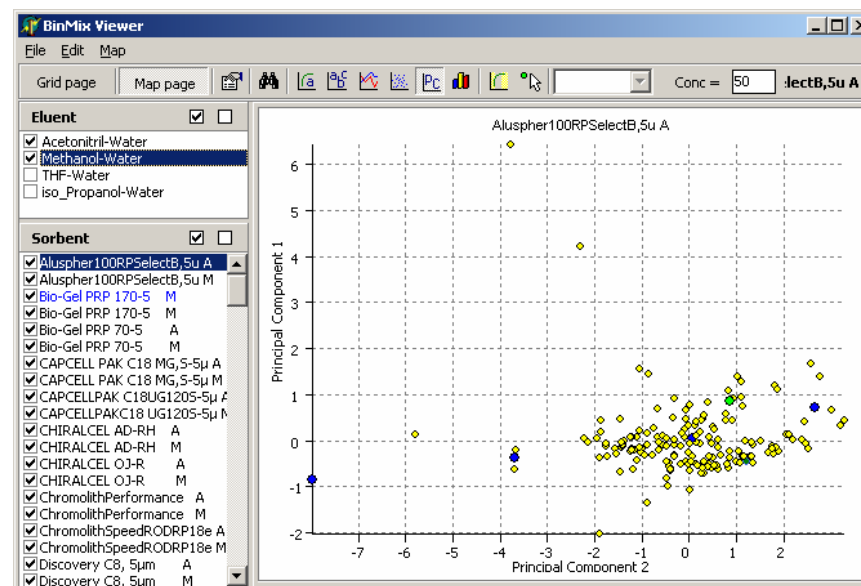 BinMix Viewer
File Edit Map
Grid page Map page a abc Pc Conc = 50 lectB,5u A
Eluent
Acetonitril-Water
Methanol-Water
THF-Water
iso_Propanol-Water
Sorbent
Aluspher100RPSelectB,5u A
Aluspher100RPSelectB,5u M
Bio-Gel PRP 170-5 M
Bio-Gel PRP 170-5 M
Bio-Gel PRP 70-5 A
Bio-Gel PRP 70-5 M
CAPCELL PAK C18 MG,S-5µ A
CAPCELL PAK C18 MG,S-5µ M
CAPCELLPAK C18UG120S-5µ A
CAPCELLPAKC18 UG120S-5µ M
CHIRALCEL AD-RH A
CHIRALCEL AD-RH M
CHIRALCEL OJ-R A
CHIRALCEL OJ-R M
ChromolithPerformance A
ChromolithPerformance M
ChromolithSpeedRODRP18e A
ChromolithSpeedRODRP18e M
Discovery C8, 5µm A
Discovery C8, 5µm M
Aluspher100RPSelectB,5u A
Principal Component 1
6
5
4
3
2
1
0
-1
-2
-7 -6 -5 -4 -3 -2 -1 0 1 2
Principal Component 2